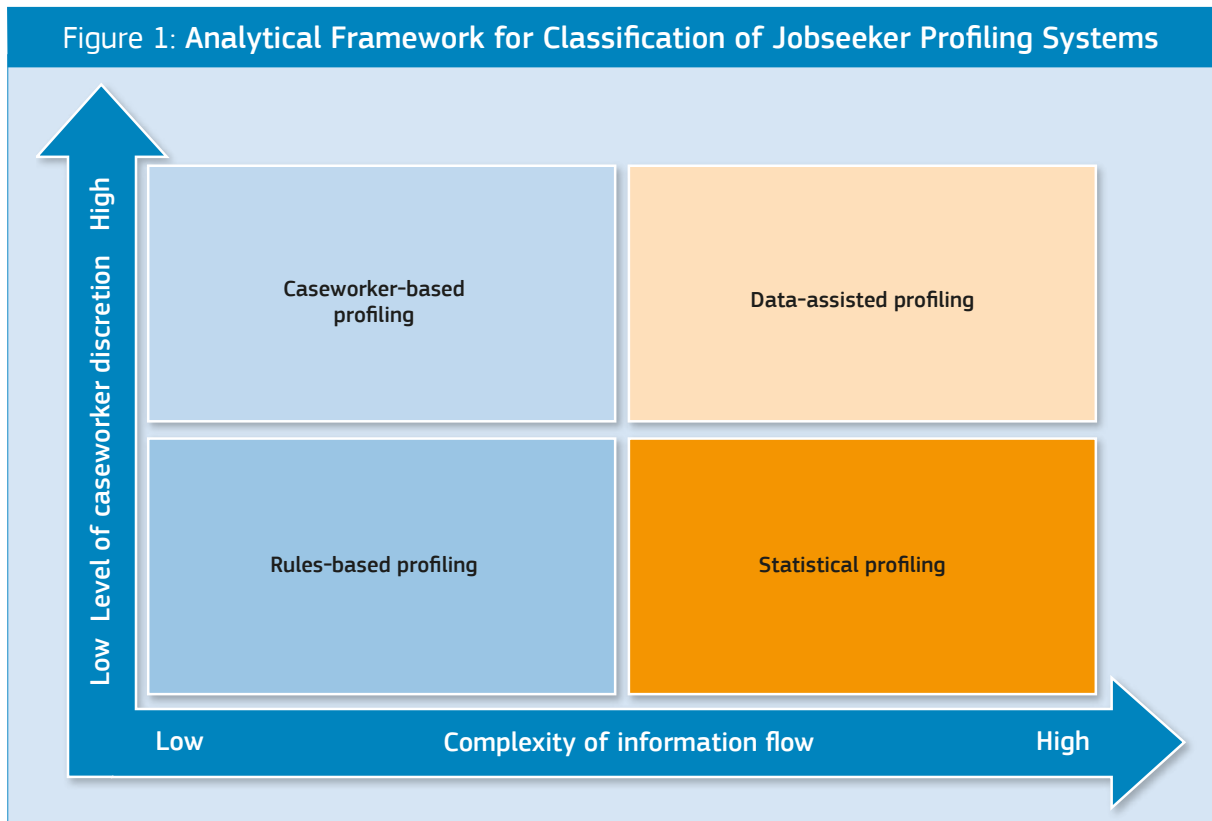 Figure 1: Analytical Framework for Classification of Jobseeker Profiling Systems
Low Level of caseworker discretion High
Caseworker-based
profiling
Data-assisted profiling
Rules-based profiling
Statistical profiling
Low Complexity of information flow High